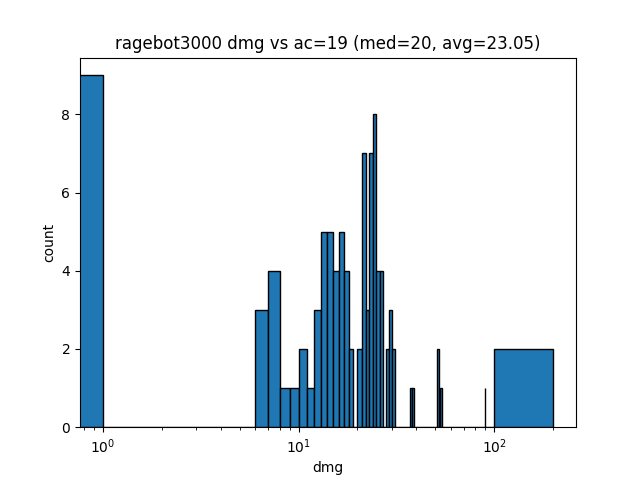 ragebot3000 dmg vs ac=19 (med=20, avg=23.05)
count
8
6
4
2
0
10⁰
10¹
10²
dmg